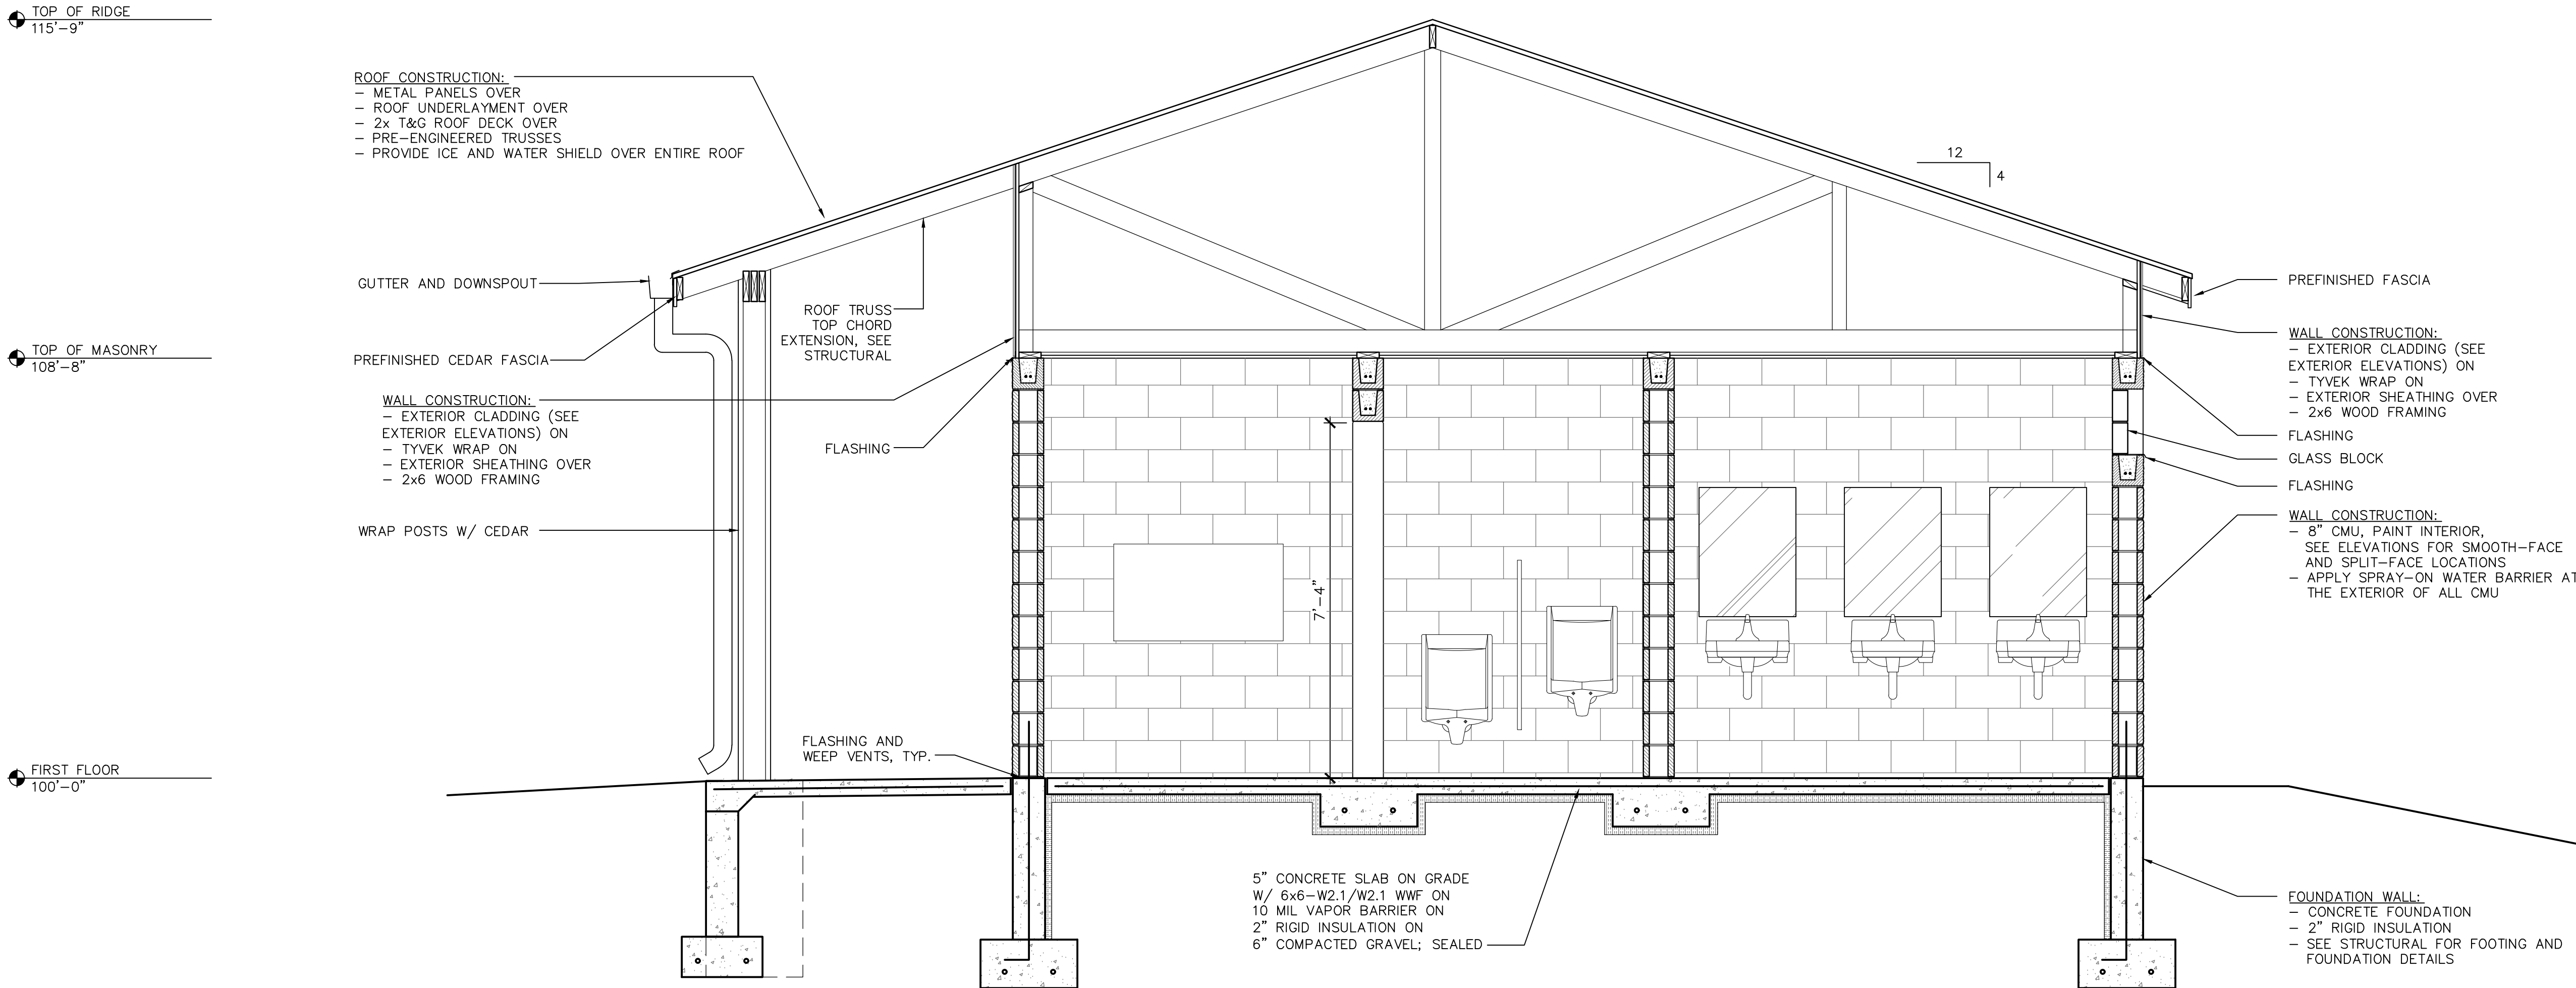 TOP OF RIDGE
115'-9"
ROOF CONSTRUCTION:
- METAL PANELS OVER
- ROOF UNDERLAYMENT OVER
- 2x T&G ROOF DECK OVER
- PRE-ENGINEERED TRUSSES
- PROVIDE ICE AND WATER SHIELD OVER ENTIRE ROOF
12
4
GUTTER AND DOWNSPOUT
ROOF TRUSS
TOP CHORD
EXTENSION, SEE
STRUCTURAL
PREFINISHED CEDAR FASCIA
TOP OF MASONRY
108'-8"
WALL CONSTRUCTION:
- EXTERIOR CLADDING (SEE
EXTERIOR ELEVATIONS) ON
- TYVEK WRAP ON
- EXTERIOR SHEATHING OVER
- 2x6 WOOD FRAMING
FLASHING
WRAP POSTS W/ CEDAR
7'-4"
FLASHING AND
WEEP VENTS, TYP.
FIRST FLOOR
100'-0"
5" CONCRETE SLAB ON GRADE
W/ 6x6-W2.1/W2.1 WWF ON
10 MIL VAPOR BARRIER ON
2" RIGID INSULATION ON
6" COMPACTED GRAVEL; SEALED
PREFINISHED FASCIA
WALL CONSTRUCTION:
- EXTERIOR CLADDING (SEE
EXTERIOR ELEVATIONS) ON
- TYVEK WRAP ON
- EXTERIOR SHEATHING OVER
- 2x6 WOOD FRAMING
FLASHING
GLASS BLOCK
FLASHING
WALL CONSTRUCTION:
- 8" CMU, PAINT INTERIOR,
SEE ELEVATIONS FOR SMOOTH-FACE
AND SPLIT-FACE LOCATIONS
- APPLY SPRAY-ON WATER BARRIER AT
THE EXTERIOR OF ALL CMU
FOUNDATION WALL:
- CONCRETE FOUNDATION
- 2" RIGID INSULATION
- SEE STRUCTURAL FOR FOOTING AND
FOUNDATION DETAILS